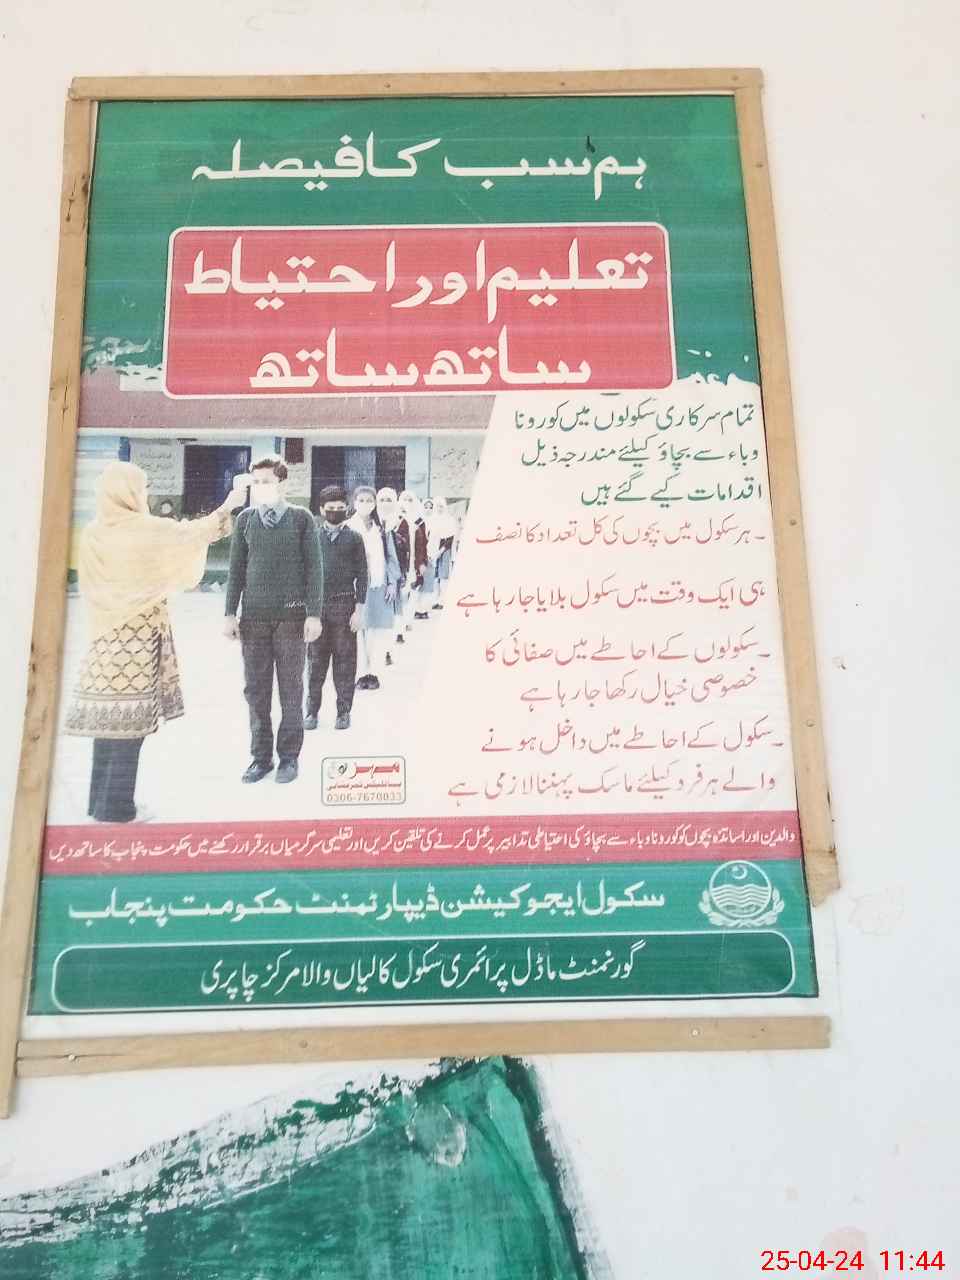 ہم سب کا فیصلہ
تعلیم اور احتیاط
ساتھ ساتھ
تمام سرکاری سکولوں میں کورونا
وباء سے بچاؤ کیلئے مندرجہ ذیل
اقدامات کیے گئے ہیں
۔ ہر سکول میں بچوں کی کل تعداد کا نصف
ہی ایک وقت میں سکول بلایا جا رہا ہے
۔سکولوں کے احاطے میں صفائی کا
خصوصی خیال رکھا جا رہا ہے
۔سکول کے احاطے میں داخل ہونے
والے ہر فرد کیلئے ماسک پہننا لازمی ہے
0306-7670033
والدین اور اساتذہ بچوں کو کورونا وباء سے بچاؤ کی احتیاطی تدابیر پر عمل کرنے کی تلقین کریں اور تعلیمی سرگرمیاں برقرار رکھنے میں حکومت پنجاب کا ساتھ دیں
سکول ایجوکیشن ڈیپارٹمنٹ حکومت پنجاب
گورنمنٹ ماڈل پرائمری سکول کالیاں والا مرکز چاپری
25-04-24 11:44